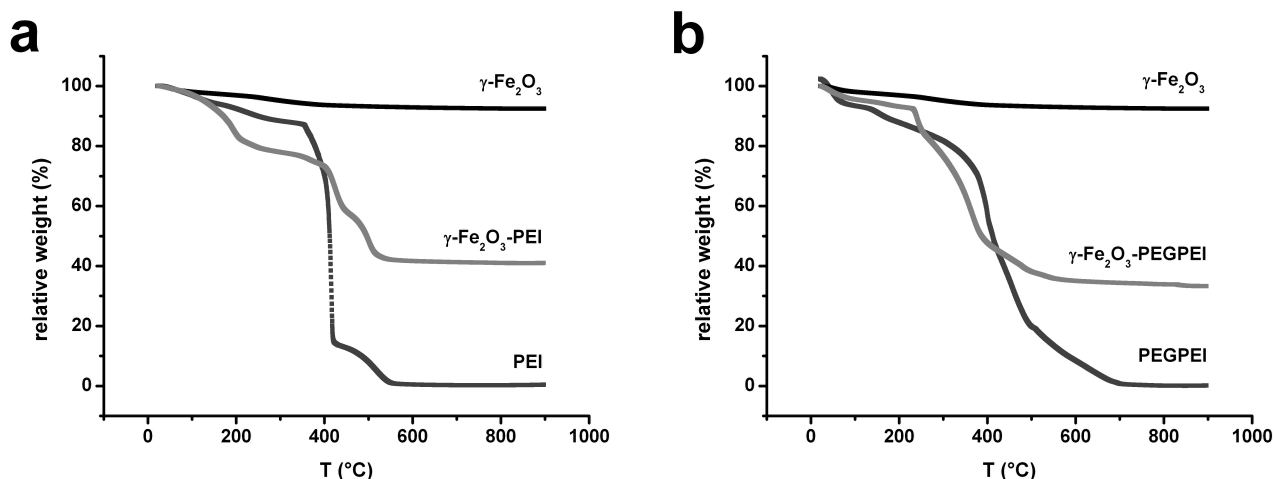 a
relative weight (%)
100
80
60
40
20
0
0 200 400 600 800 1000
T (°C)
γ-Fe₂O₃
γ-Fe₂O₃-PEI
PEI
b
relative weight (%)
100
80
60
40
20
0
0 200 400 600 800 1000
T (°C)
γ-Fe₂O₃
γ-Fe₂O₃-PEGPEI
PEGPEI